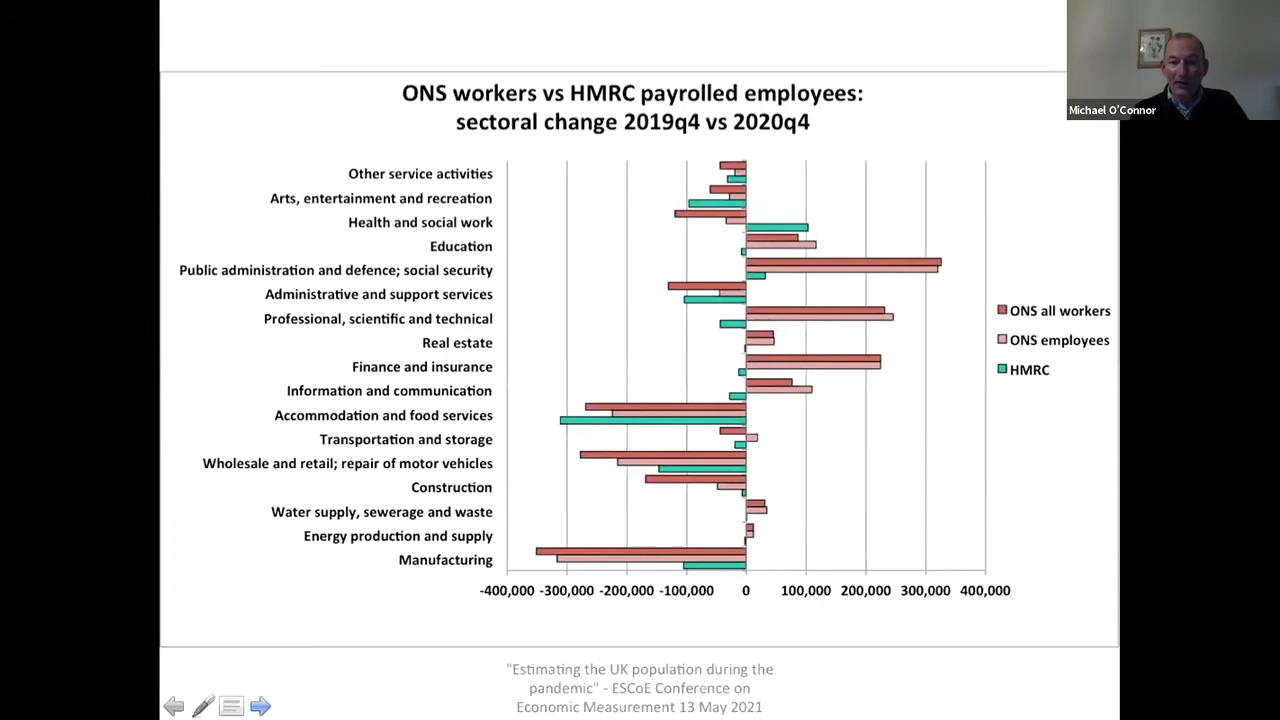 Michael O'Connor
ONS workers vs HMRC payrolled employees:
sectoral change 2019q4 vs 2020q4
Other service activities
Arts, entertainment and recreation
Health and social work
Education
Public administration and defence; social security
Administrative and support services
Professional, scientific and technical
Real estate
Finance and insurance
Information and communication
Accommodation and food services
Transportation and storage
Wholesale and retail; repair of motor vehicles
Construction
Water supply, sewerage and waste
Energy production and supply
Manufacturing
-400,000 -300,000 -200,000 -100,000 0 100,000 200,000 300,000 400,000
ONS all workers
ONS employees
HMRC
"Estimating the UK population during the
pandemic" - ESCoE Conference on
Economic Measurement 13 May 2021